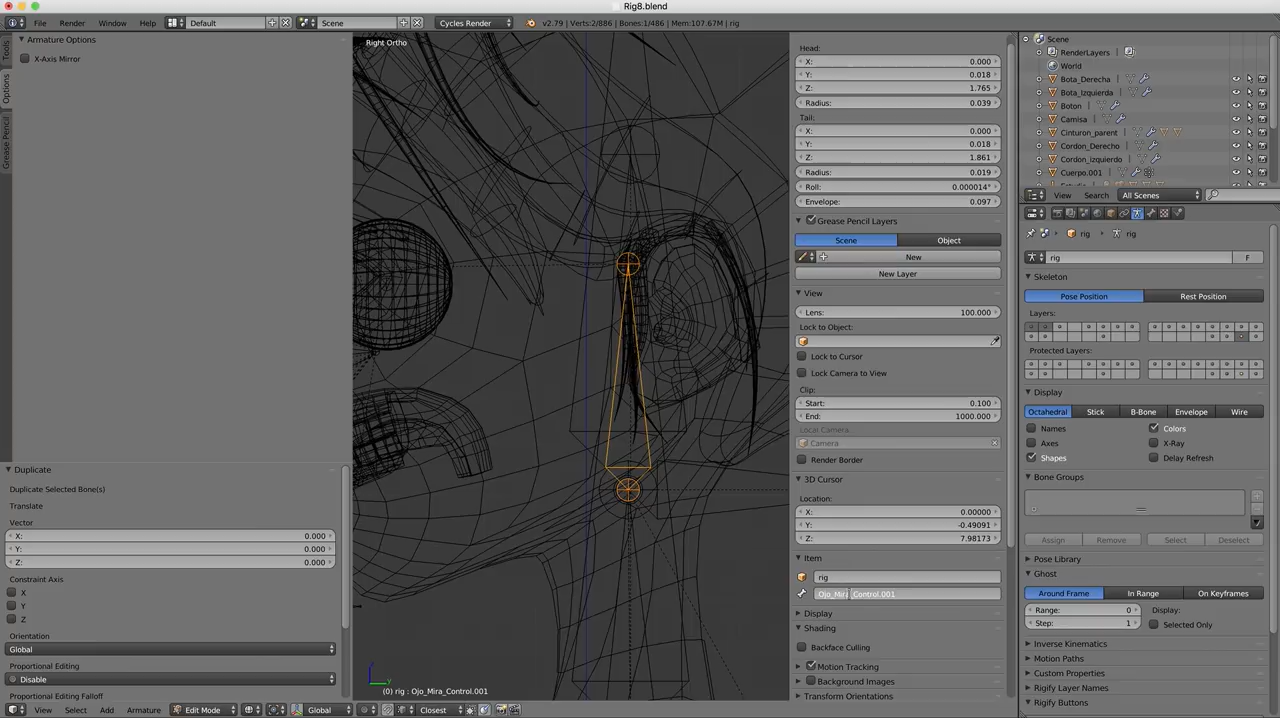 Rig8.blend
File Render Window Help Default Scene Cycles Render v2.79 | Verts:2/886 | Bones:1/486 | Mem:107.67M | rig
Tools
Options
Grease Pencil
Armature Options
X-Axis Mirror
Duplicate
Duplicate Selected Bone(s)
Translate
Vector
X: 0.000
Y: 0.000
Z: 0.000
Constraint Axis
X
Y
Z
Orientation
Global
Proportional Editing
Disable
Proportional Editing Falloff
Right Ortho
(0) rig : Ojo_Mira_Control.001
View Select Add Armature Edit Mode Global Closest
Head:
X: 0.000
Y: 0.018
Z: 1.765
Radius: 0.039
Tail:
X: 0.000
Y: 0.018
Z: 1.861
Radius: 0.019
Roll: 0.000014°
Envelope: 0.097
Grease Pencil Layers
Scene Object
New
New Layer
View
Lens: 100.000
Lock to Object:
Lock to Cursor
Lock Camera to View
Clip:
Start: 0.100
End: 1000.000
Local Camera:
Camera
Render Border
3D Cursor
Location:
X: 0.00000
Y: -0.49091
Z: 7.98173
Item
rig
Ojo_Mira_Control.001
Display
Shading
Backface Culling
Motion Tracking
Background Images
Transform Orientations
Scene
RenderLayers
World
Bota_Derecha
Bota_Izquierda
Boton
Camisa
Cinturon_parent
Cordon_Derecho
Cordon_izquierdo
Cuerpo.001
View Search All Scenes
rig rig
rig F
Skeleton
Pose Position Rest Position
Layers:
Protected Layers:
Display
Octahedral Stick B-Bone Envelope Wire
Names Colors
Axes X-Ray
Shapes Delay Refresh
Bone Groups
Assign Remove Select Deselect
Pose Library
Ghost
Around Frame In Range On Keyframes
Range: 0 Display:
Step: 1 Selected Only
Inverse Kinematics
Motion Paths
Custom Properties
Rigify Layer Names
Rigify Buttons